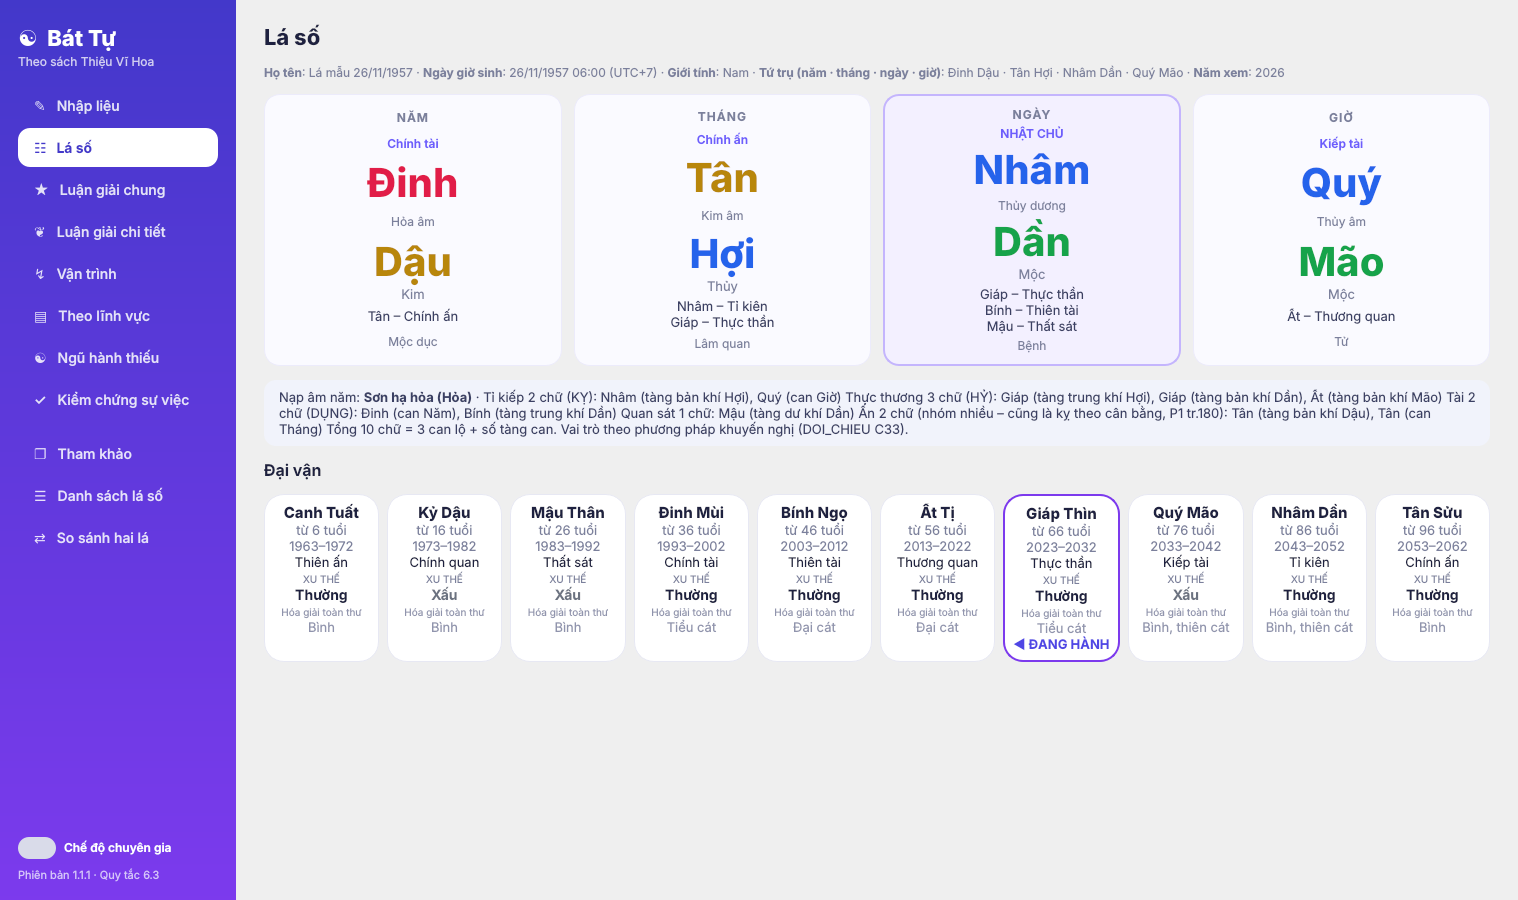 ☯ Bát Tự
Theo sách Thiệu Vĩ Hoa
✎ Nhập liệu
☷ Lá số
★ Luận giải chung
❦ Luận giải chi tiết
↯ Vận trình
▤ Theo lĩnh vực
☯ Ngũ hành thiếu
✓ Kiểm chứng sự việc
❐ Tham khảo
☰ Danh sách lá số
⇄ So sánh hai lá
Chế độ chuyên gia
Phiên bản 1.1.1 · Quy tắc 6.3
Lá số
Họ tên: Lá mẫu 26/11/1957 · Ngày giờ sinh: 26/11/1957 06:00 (UTC+7) · Giới tính: Nam · Tứ trụ (năm · tháng · ngày · giờ): Đinh Dậu · Tân Hợi · Nhâm Dần · Quý Mão · Năm xem: 2026
NĂM
Chính tài
Đinh
Hỏa âm
Dậu
Kim
Tân – Chính ấn
Mộc dục
THÁNG
Chính ấn
Tân
Kim âm
Hợi
Thủy
Nhâm – Tỉ kiên
Giáp – Thực thần
Lâm quan
NGÀY
NHẬT CHỦ
Nhâm
Thủy dương
Dần
Mộc
Giáp – Thực thần
Bính – Thiên tài
Mậu – Thất sát
Bệnh
GIỜ
Kiếp tài
Quý
Thủy âm
Mão
Mộc
Ất – Thương quan
Tử
Nạp âm năm: Sơn hạ hỏa (Hỏa) · Tỉ kiếp 2 chữ (KỴ): Nhâm (tàng bản khí Hợi), Quý (can Giờ) Thực thương 3 chữ (HỶ): Giáp (tàng trung khí Hợi), Giáp (tàng bản khí Dần), Ất (tàng bản khí Mão) Tài 2
chữ (DỤNG): Đinh (can Năm), Bính (tàng trung khí Dần) Quan sát 1 chữ: Mậu (tàng dư khí Dần) Ấn 2 chữ (nhóm nhiều – cũng là kỵ theo cân bằng, P1 tr.180): Tân (tàng bản khí Dậu), Tân (can
Tháng) Tổng 10 chữ = 3 can lộ + số tàng can. Vai trò theo phương pháp khuyến nghị (DOI_CHIEU C33).
Đại vận
Canh Tuất
từ 6 tuổi
1963–1972
Thiên ấn
XU THẾ
Thường
Hóa giải toàn thư
Bình
Kỷ Dậu
từ 16 tuổi
1973–1982
Chính quan
XU THẾ
Xấu
Hóa giải toàn thư
Bình
Mậu Thân
từ 26 tuổi
1983–1992
Thất sát
XU THẾ
Xấu
Hóa giải toàn thư
Bình
Đinh Mùi
từ 36 tuổi
1993–2002
Chính tài
XU THẾ
Thường
Hóa giải toàn thư
Tiểu cát
Bính Ngọ
từ 46 tuổi
2003–2012
Thiên tài
XU THẾ
Thường
Hóa giải toàn thư
Đại cát
Ất Tị
từ 56 tuổi
2013–2022
Thương quan
XU THẾ
Thường
Hóa giải toàn thư
Đại cát
Giáp Thìn
từ 66 tuổi
2023–2032
Thực thần
XU THẾ
Thường
Hóa giải toàn thư
Tiểu cát
◀ ĐANG HÀNH
Quý Mão
từ 76 tuổi
2033–2042
Kiếp tài
XU THẾ
Xấu
Hóa giải toàn thư
Bình, thiên cát
Nhâm Dần
từ 86 tuổi
2043–2052
Tỉ kiên
XU THẾ
Thường
Hóa giải toàn thư
Bình, thiên cát
Tân Sửu
từ 96 tuổi
2053–2062
Chính ấn
XU THẾ
Thường
Hóa giải toàn thư
Bình